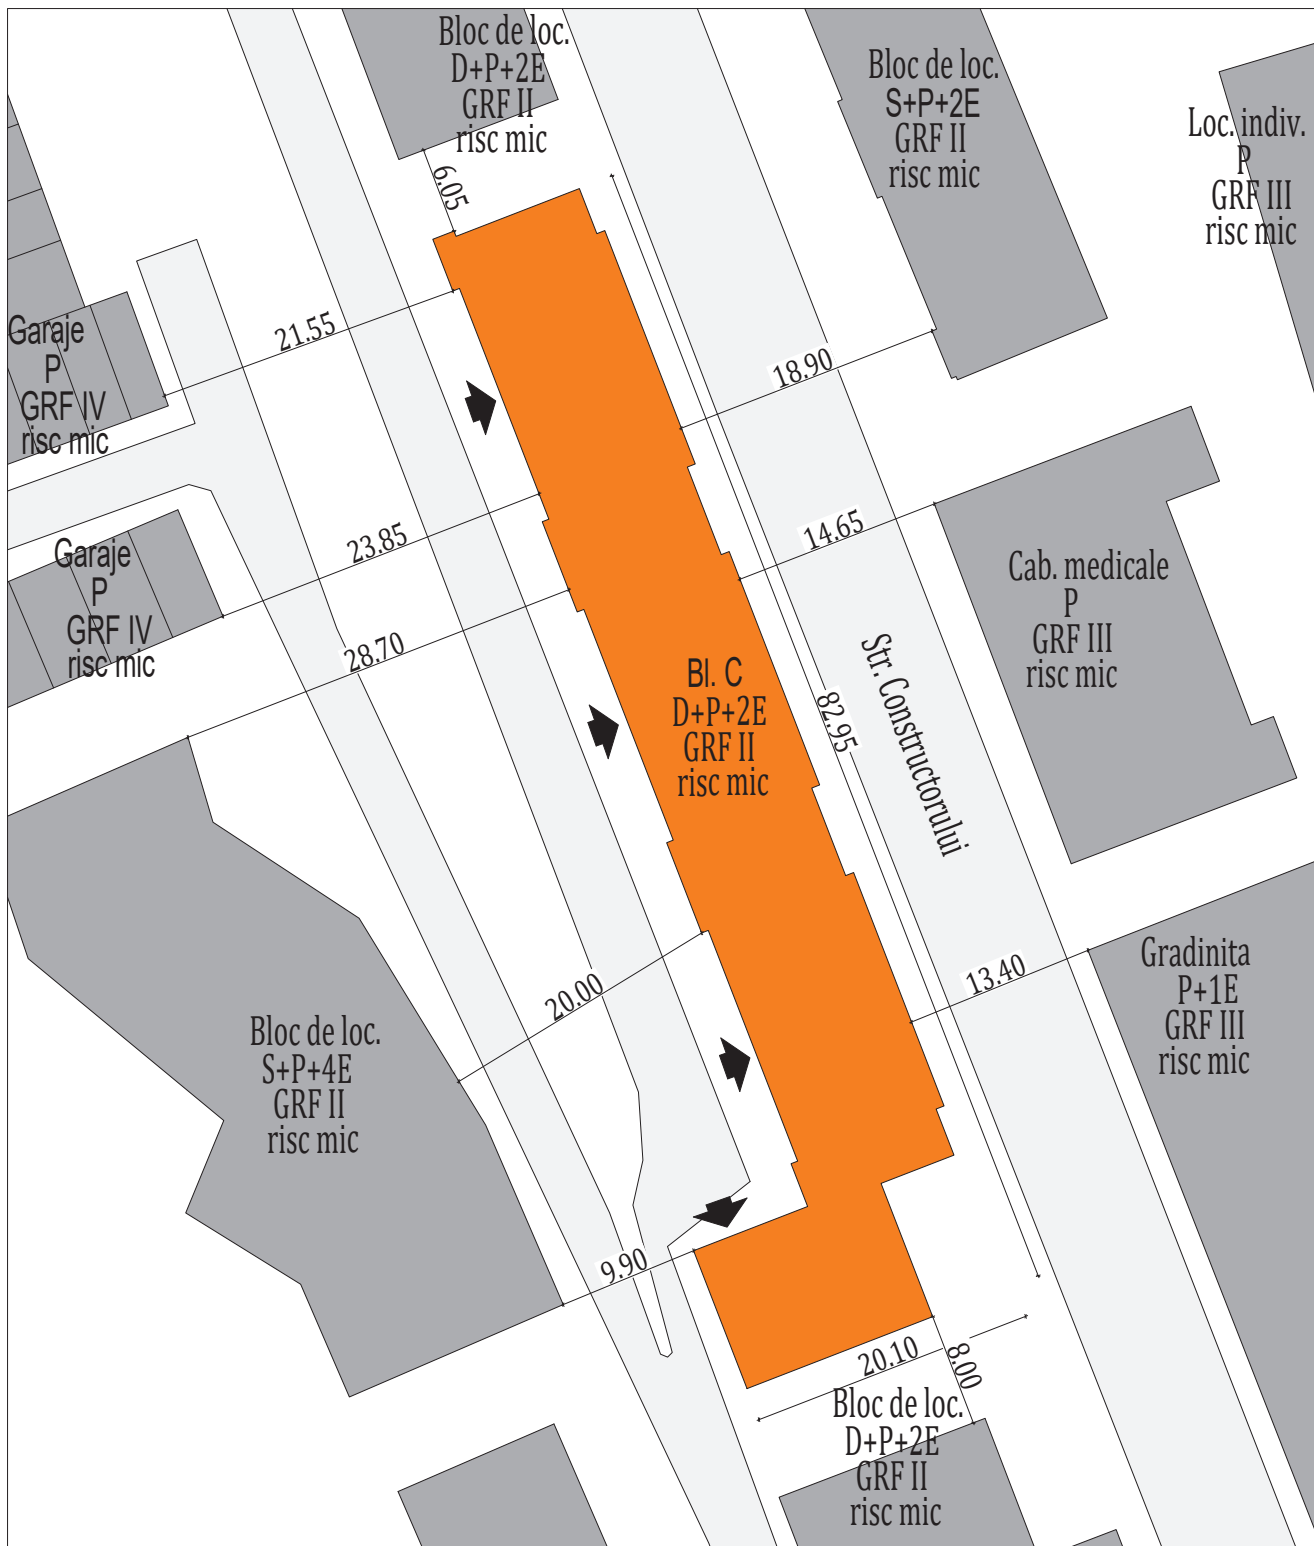 Bloc de loc.
D+P+2E
GRF II
risc mic
Bloc de loc.
S+P+2E
GRF II
risc mic
Loc. indiv.
P
GRF III
risc mic
6.05
Garaje
P
GRF IV
risc mic
21.55
18.90
23.85
14.65
Garaje
P
GRF IV
risc mic
28.70
Cab. medicale
P
GRF III
risc mic
Bl. C
D+P+2E
GRF II
risc mic
82.95
Str. Constructorului
20.00
13.40
Gradinita
P+1E
GRF III
risc mic
Bloc de loc.
S+P+4E
GRF II
risc mic
9.90
20.10
8.00
Bloc de loc.
D+P+2E
GRF II
risc mic